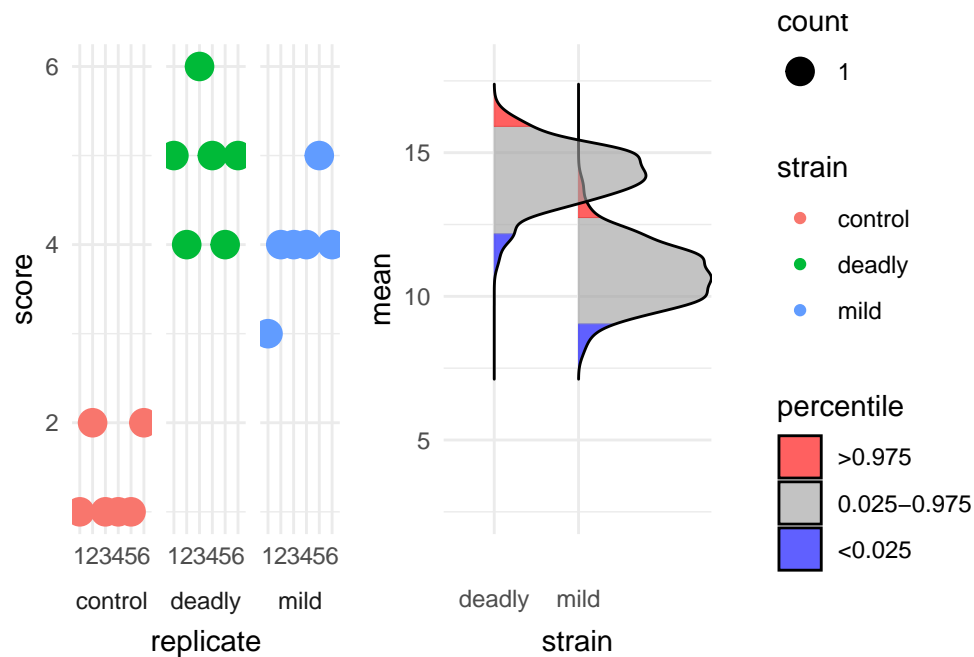 6
4
2
score
123456
123456
123456
control
deadly
mild
replicate
15
10
5
mean
deadly
mild
strain
count
1
strain
control
deadly
mild
percentile
>0.975
0.025−0.975
<0.025